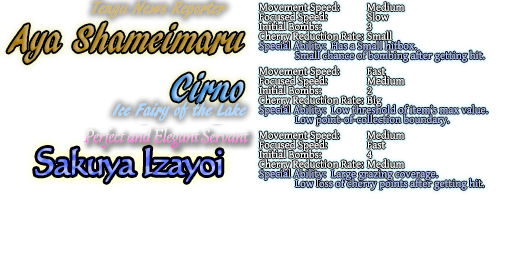 Tengu News Reporter
Aya Shameimaru
Cirno
Ice Fairy of the Lake
Perfect and Elegant Servant
Sakuya Izayoi
Movement Speed: Medium
Focused Speed: Slow
Initial Bombs: 3
Cherry Reduction Rate: Small
Special Ability: Has a Small hitbox.
Small chance of bombing after getting hit.
Movement Speed: Fast
Focused Speed: Medium
Initial Bombs: 2
Cherry Reduction Rate: Big
Special Ability: Low threshold of item's max value.
Low point-of-collection boundary.
Movement Speed: Medium
Focused Speed: Fast
Initial Bombs: 4
Cherry Reduction Rate: Medium
Special Ability: Large grazing coverage.
Low loss of cherry points after getting hit.